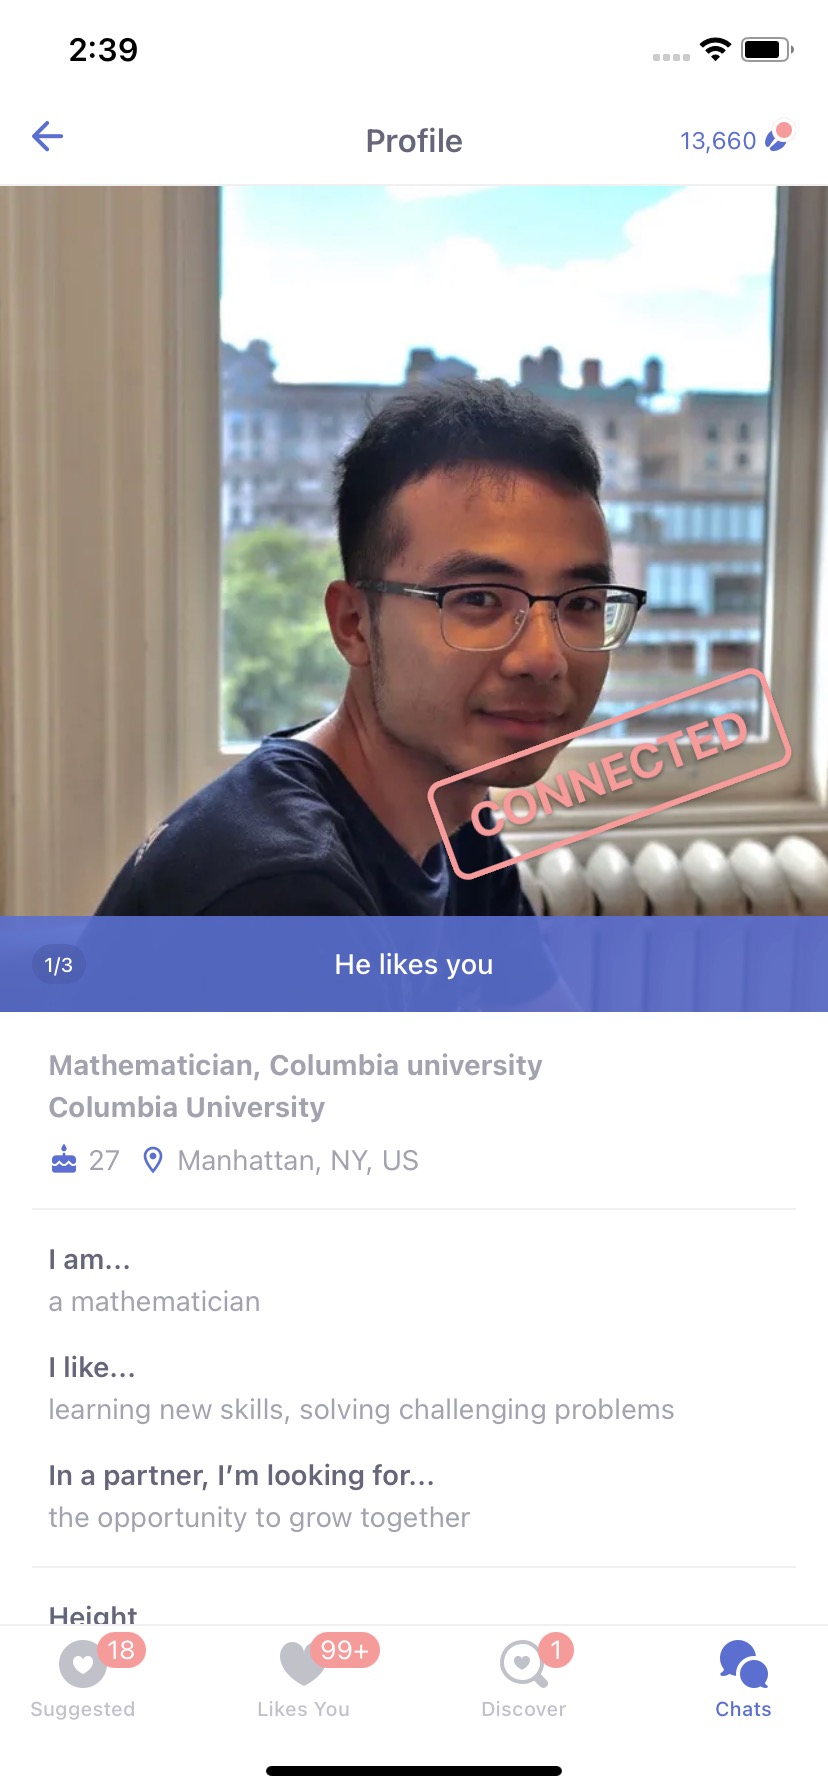 2:39
Profile
13,660
CONNECTED
1/3
He likes you
Mathematician, Columbia university
Columbia University
27 Manhattan, NY, US
I am...
a mathematician
I like...
learning new skills, solving challenging problems
In a partner, I’m looking for...
the opportunity to grow together
Height
18 99+ 1
Suggested Likes You Discover Chats